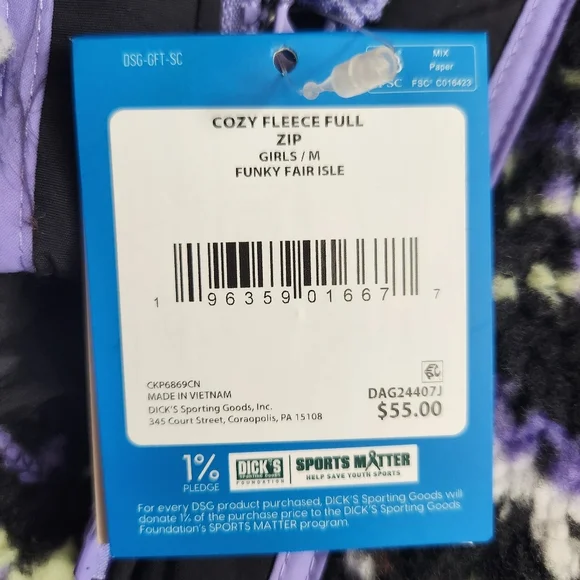 DSG-GFT-SC
MIX
Paper
FSC® C016423
COZY FLEECE FULL
ZIP
GIRLS / M
FUNKY FAIR ISLE
1 96359 01667 7
CKP6869CN
MADE IN VIETNAM
DICK'S Sporting Goods, Inc.
345 Court Street, Coraopolis, PA 15108
DAG24407J
$55.00
1%
PLEDGE
DICK'S
Sporting Goods
FOUNDATION
SPORTS MATTER
HELP SAVE YOUTH SPORTS
For every DSG product purchased, DICK'S Sporting Goods will
donate 1% of the purchase price to the DICK'S Sporting Goods
Foundation's SPORTS MATTER program.